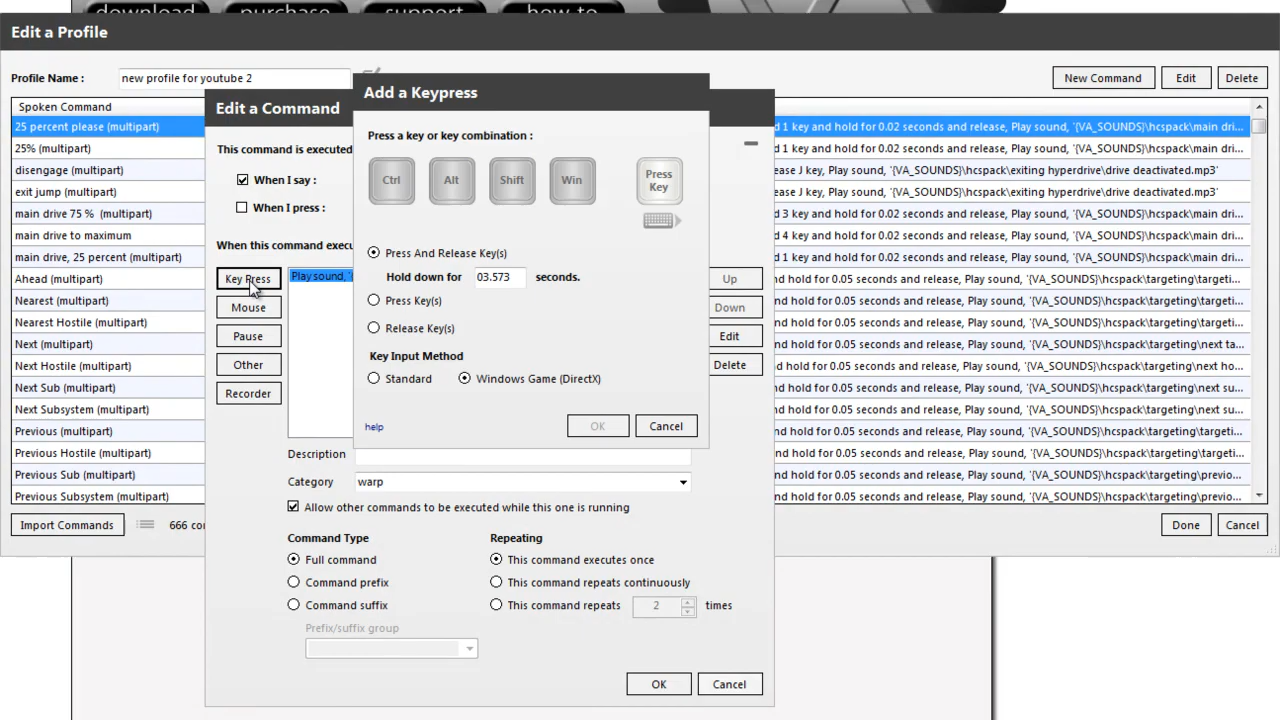 download purchase support how-to
Edit a Profile
Profile Name : new profile for youtube 2
New Command Edit Delete
Spoken Command
25 percent please (multipart)
25% (multipart)
disengage (multipart)
exit jump (multipart)
main drive 75 % (multipart)
main drive to maximum
main drive, 25 percent (multipart)
Ahead (multipart)
Nearest (multipart)
Nearest Hostile (multipart)
Next (multipart)
Next Hostile (multipart)
Next Sub (multipart)
Next Subsystem (multipart)
Previous (multipart)
Previous Hostile (multipart)
Previous Sub (multipart)
Previous Subsystem (multipart)
Import Commands 666 co
Edit a Command
This command is executed
When I say :
When I press :
When this command execu
Key Press
Mouse
Pause
Other
Recorder
Play sound, '
Up
Down
Edit
Delete
Description
Category warp
Allow other commands to be executed while this one is running
Command Type
Full command
Command prefix
Command suffix
Prefix/suffix group
Repeating
This command executes once
This command repeats continuously
This command repeats 2 times
OK Cancel
Add a Keypress
Press a key or key combination :
Ctrl Alt Shift Win Press Key
Press And Release Key(s)
Hold down for 03.573 seconds.
Press Key(s)
Release Key(s)
Key Input Method
Standard Windows Game (DirectX)
help OK Cancel
d 1 key and hold for 0.02 seconds and release, Play sound, '{VA_SOUNDS}\hcspack\main dri...
d 1 key and hold for 0.02 seconds and release, Play sound, '{VA_SOUNDS}\hcspack\main dri...
ease J key, Play sound, '{VA_SOUNDS}\hcspack\exiting hyperdrive\drive deactivated.mp3'
ease J key, Play sound, '{VA_SOUNDS}\hcspack\exiting hyperdrive\drive deactivated.mp3'
d 3 key and hold for 0.02 seconds and release, Play sound, '{VA_SOUNDS}\hcspack\main dri...
d 4 key and hold for 0.02 seconds and release, Play sound, '{VA_SOUNDS}\hcspack\main dri...
d 1 key and hold for 0.02 seconds and release, Play sound, '{VA_SOUNDS}\hcspack\main dri...
hold for 0.05 seconds and release, Play sound, '{VA_SOUNDS}\hcspack\targeting\targeti...
nd hold for 0.05 seconds and release, Play sound, '{VA_SOUNDS}\hcspack\targeting\targeti...
nd hold for 0.05 seconds and release, Play sound, '{VA_SOUNDS}\hcspack\targeting\targeti...
nd hold for 0.05 seconds and release, Play sound, '{VA_SOUNDS}\hcspack\targeting\next ta...
nd hold for 0.05 seconds and release, Play sound, '{VA_SOUNDS}\hcspack\targeting\next ho...
nd hold for 0.05 seconds and release, Play sound, '{VA_SOUNDS}\hcspack\targeting\next su...
nd hold for 0.05 seconds and release, Play sound, '{VA_SOUNDS}\hcspack\targeting\next su...
nd hold for 0.05 seconds and release, Play sound, '{VA_SOUNDS}\hcspack\targeting\targeti...
nd hold for 0.05 seconds and release, Play sound, '{VA_SOUNDS}\hcspack\targeting\targeti...
nd hold for 0.05 seconds and release, Play sound, '{VA_SOUNDS}\hcspack\targeting\previo...
nd hold for 0.05 seconds and release, Play sound, '{VA_SOUNDS}\hcspack\targeting\previo...
Done Cancel